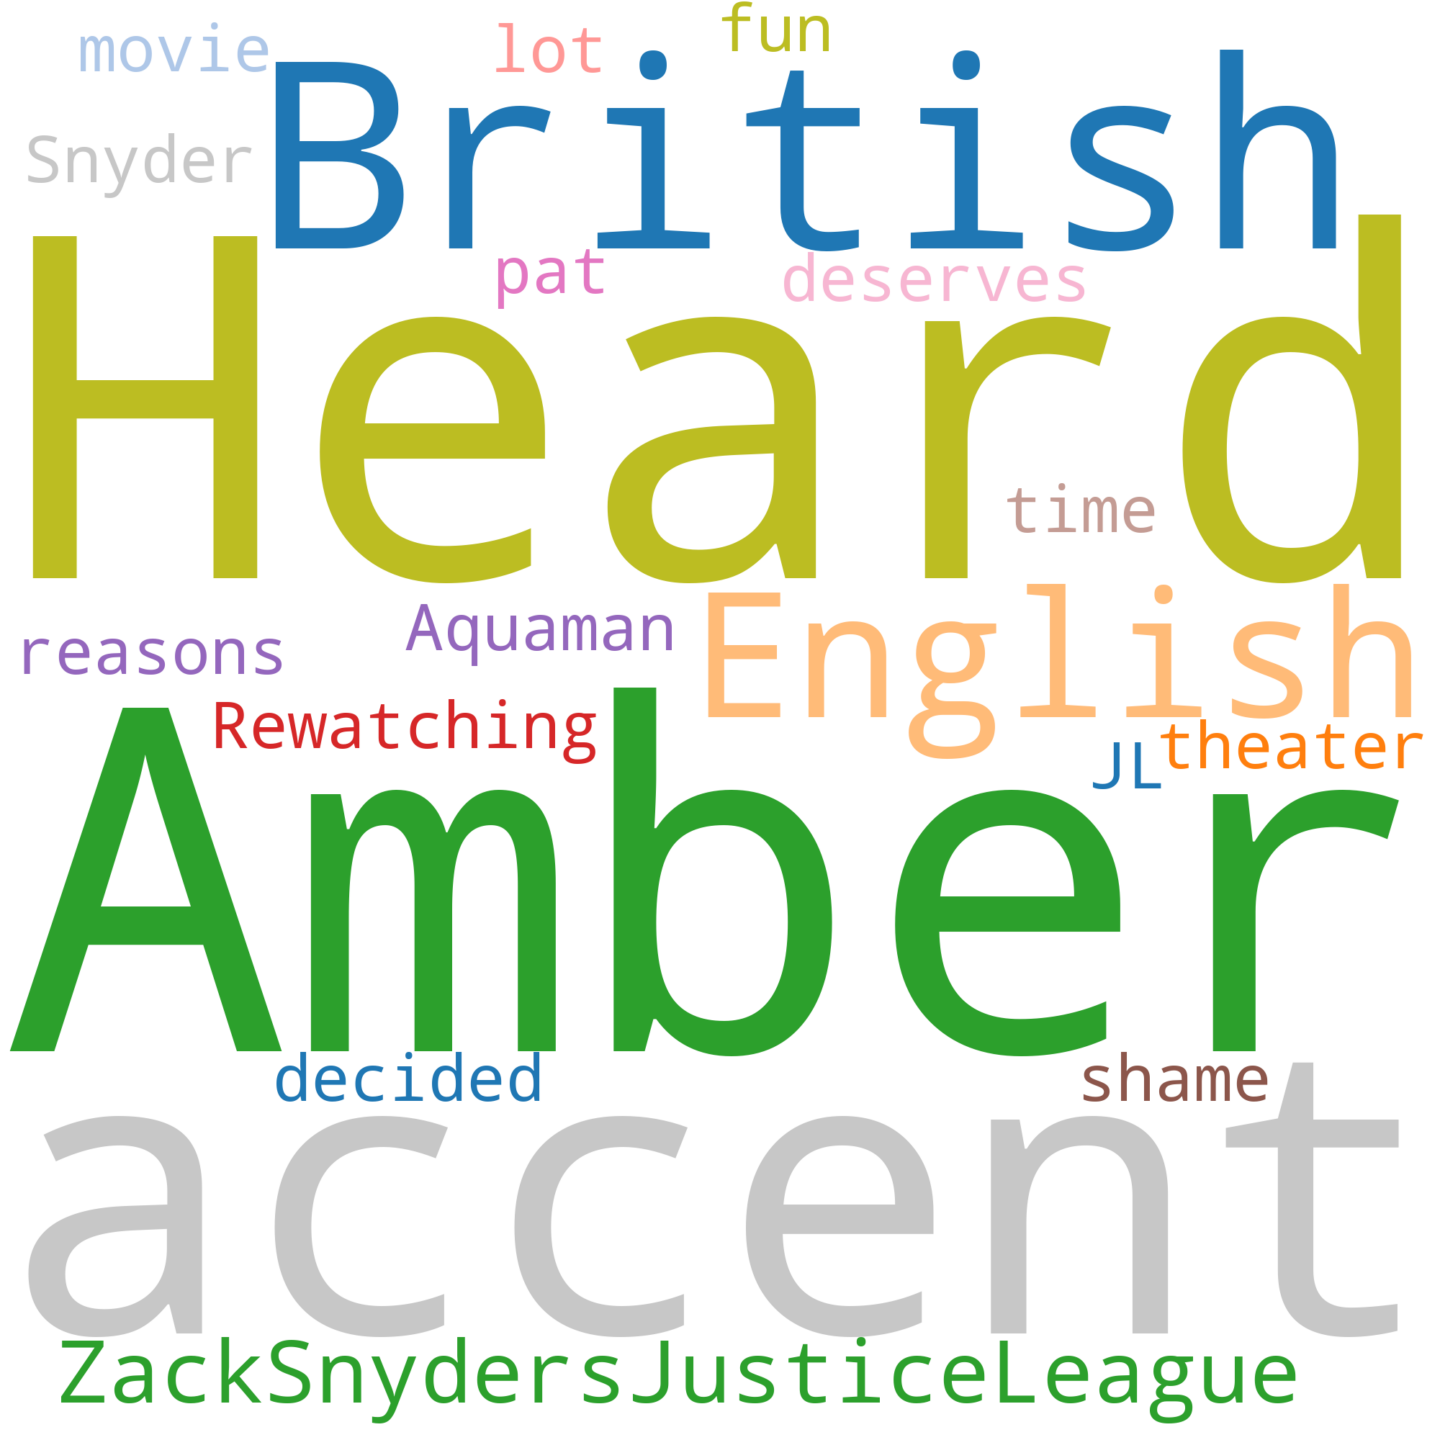 movie lot fun
British
Snyder
pat deserves
Heard
time
English
reasons Aquaman
Rewatching
theater
JL
Amber
decided shame
accent
ZackSnydersJusticeLeague